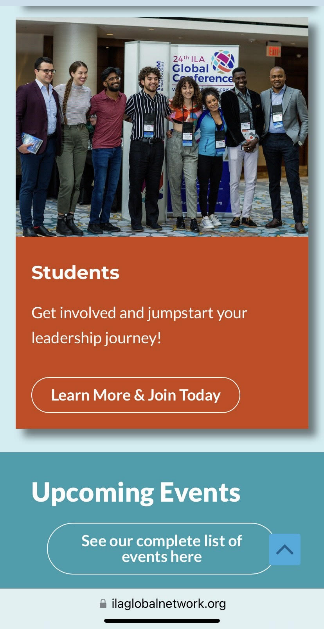 24th ILA
Global
Conference
EXIT
Students
Get involved and jumpstart your
leadership journey!
Learn More & Join Today
Upcoming Events
See our complete list of
events here
ilaglobalnetwork.org